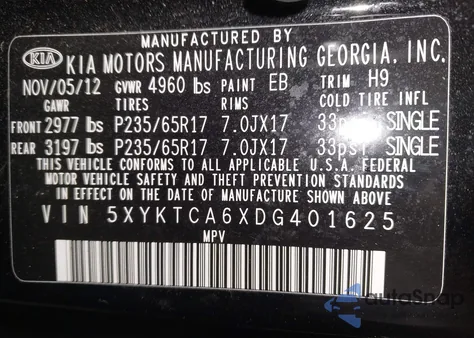 MANUFACTURED BY
KIA KIA MOTORS MANUFACTURING GEORGIA, INC.
NOV/05/12 GVWR 4960 lbs PAINT EB TRIM H9
GAWR TIRES RIMS COLD TIRE INFL
FRONT 2977 lbs P235/65R17 7.0JX17 33psi SINGLE
REAR 3197 lbs P235/65R17 7.0JX17 33psi SINGLE
THIS VEHICLE CONFORMS TO ALL APPLICABLE U.S.A. FEDERAL
MOTOR VEHICLE SAFETY AND THEFT PREVENTION STANDARDS
IN EFFECT ON THE DATE OF MANUFACTURE SHOWN ABOVE
VIN 5XYKTCA6XDG401625
MPV
autoSnap